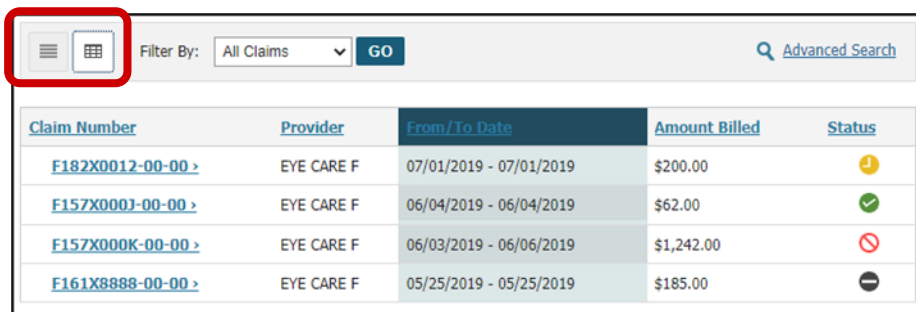 Filter By: All Claims GO Advanced Search
Claim Number Provider From/To Date Amount Billed Status
F182X0012-00-00 › EYE CARE F 07/01/2019 - 07/01/2019 $200.00
F157X000J-00-00 › EYE CARE F 06/04/2019 - 06/04/2019 $62.00
F157X000K-00-00 › EYE CARE F 06/03/2019 - 06/06/2019 $1,242.00
F161X8888-00-00 › EYE CARE F 05/25/2019 - 05/25/2019 $185.00